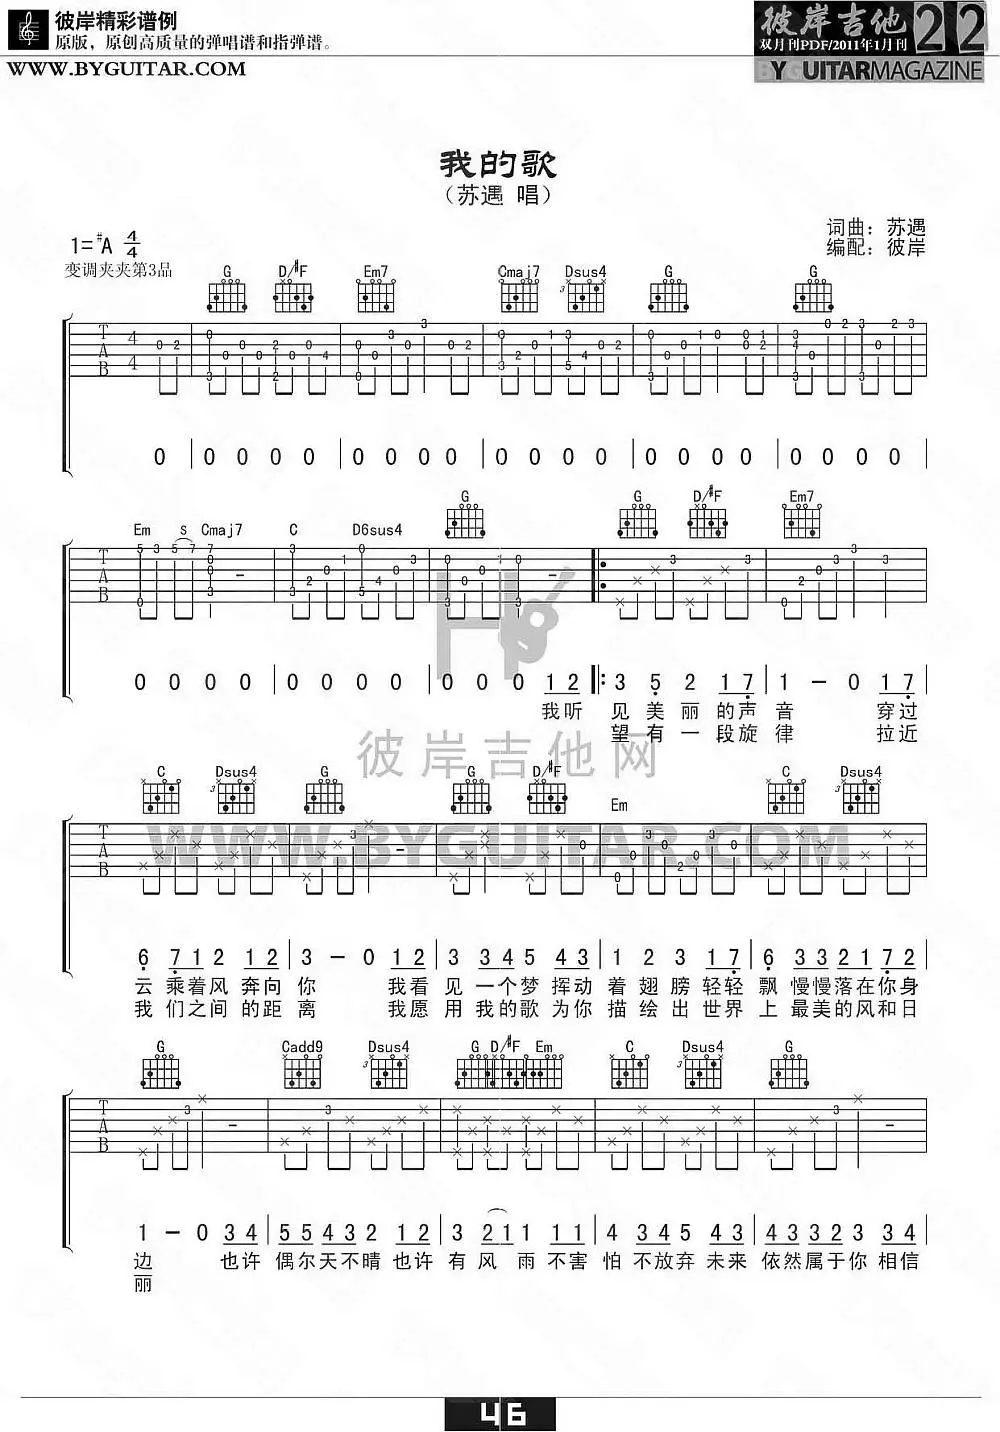 彼岸精彩谱例
原版，原创高质量的弹唱谱和指弹谱。
WWW.BYGUITAR.COM
彼岸吉他 22
双月刊PDF/2011年1月刊
BYGUITARMAGAZINE
我的歌
（苏遇 唱）
1=#A 4/4
变调夹夹第3品
词曲：苏遇
编配：彼岸
G D/#F Em7 Cmaj7 Dsus4 G G
0 0 0 0 0 0 0 0 0 0 0 0 0 0 0 0 0 0 0 0 0
Em s Cmaj7 C D6sus4 G G D/#F Em7
0 0 0 0 0 0 0 0 0 0 0 1 2 3 5 2 1 7 1 - 0 1 7
我听 见美丽的声音 穿过
望有一段旋律 拉近
彼岸吉他网
C Dsus4 G G D/#F Em C Dsus4
WWW.BYGUITAR.COM
6 7 1 2 1 2 3 - 0 1 2 3 3 4 5 4 3 1 2 3 1 7 6 3 2 1 7 2
云 乘着风 奔向 你 我看 见 一个梦 挥动 着 翅 膀 轻轻 飘 慢慢落在你身
我 们之间 的距 离 我愿 用 我的歌 为你 描 绘 出 世界 上 最美的风和日
G Cadd9 Dsus4 G D/#F Em C Dsus4 G
1 - 0 3 4 5 5 4 3 2 1 2 3 2 1 1 1 1 4 3 4 5 4 3 2 3 4 3 2 3 4
边 也许 偶尔天不晴也许 有 风 雨 不害 怕 不放弃 未来 依然属于你 相信
丽
46